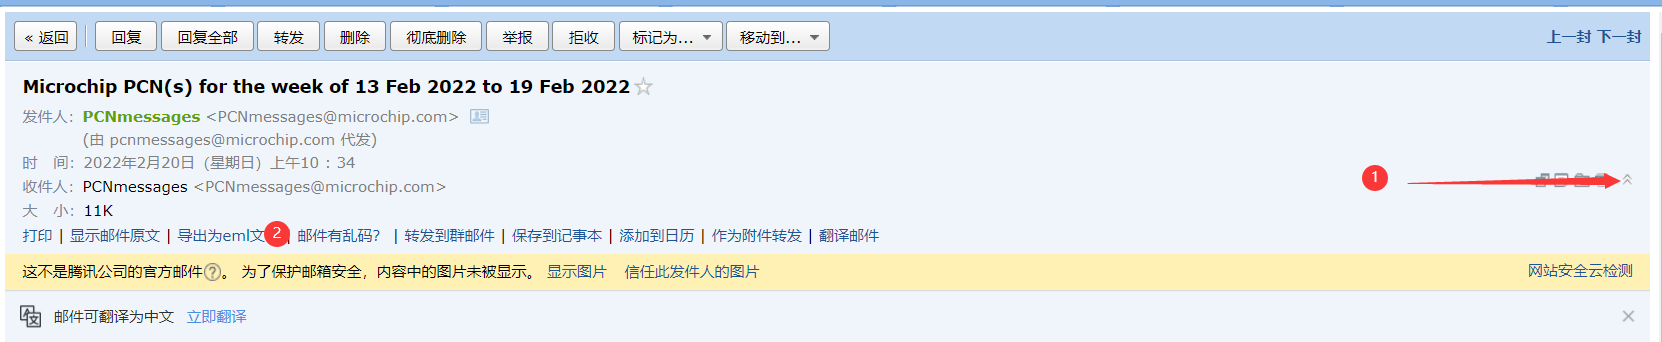 « 返回 回复 回复全部 转发 删除 彻底删除 举报 拒收 标记为... 移动到... 上一封 下一封
Microchip PCN(s) for the week of 13 Feb 2022 to 19 Feb 2022
发件人：PCNmessages <PCNmessages@microchip.com>
(由 pcnmessages@microchip.com 代发)
时 间：2022年2月20日（星期日）上午10：34
1
收件人：PCNmessages <PCNmessages@microchip.com>
大 小：11K
打印 | 显示邮件原文 | 导出为eml文 2 | 邮件有乱码？ | 转发到群邮件 | 保存到记事本 | 添加到日历 | 作为附件转发 | 翻译邮件
这不是腾讯公司的官方邮件?。 为了保护邮箱安全，内容中的图片未被显示。 显示图片 信任此发件人的图片 网站安全云检测
邮件可翻译为中文 立即翻译